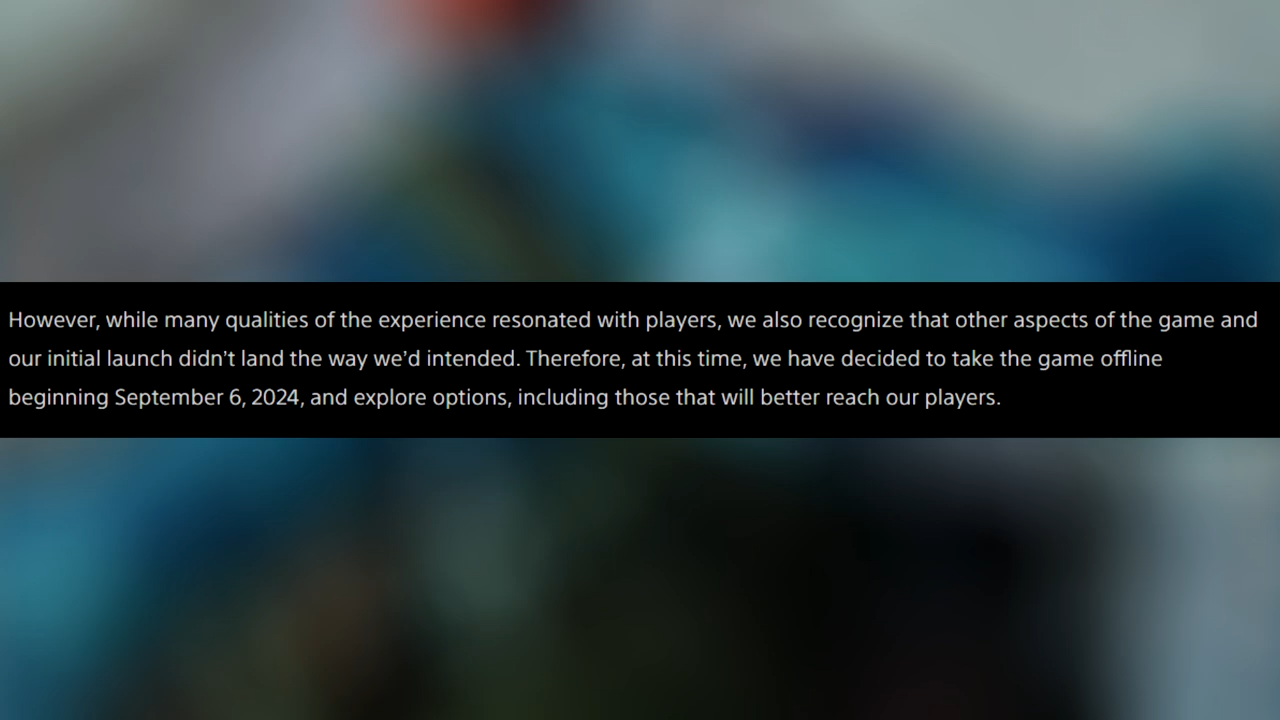 However, while many qualities of the experience resonated with players, we also recognize that other aspects of the game and
our initial launch didn’t land the way we’d intended. Therefore, at this time, we have decided to take the game offline
beginning September 6, 2024, and explore options, including those that will better reach our players.